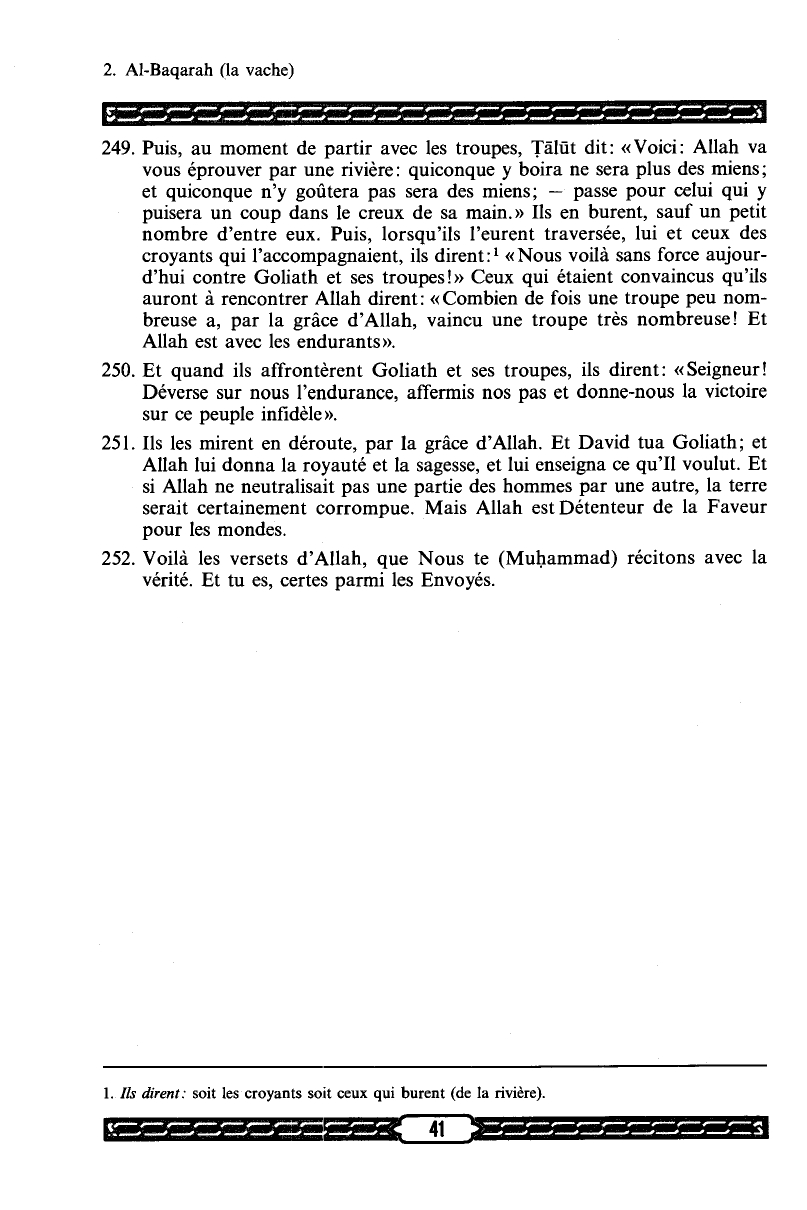 2. Al-Baqarah (la vache)
249. Puis, au moment de partir avec les troupes, Ṭālūt dit: «Voici: Allah va
vous éprouver par une rivière: quiconque y boira ne sera plus des miens;
et quiconque n’y goûtera pas sera des miens; — passe pour celui qui y
puisera un coup dans le creux de sa main.» Ils en burent, sauf un petit
nombre d’entre eux. Puis, lorsqu’ils l’eurent traversée, lui et ceux des
croyants qui l’accompagnaient, ils dirent:¹ «Nous voilà sans force aujour-
d’hui contre Goliath et ses troupes!» Ceux qui étaient convaincus qu’ils
auront à rencontrer Allah dirent: «Combien de fois une troupe peu nom-
breuse a, par la grâce d’Allah, vaincu une troupe très nombreuse! Et
Allah est avec les endurants».
250. Et quand ils affrontèrent Goliath et ses troupes, ils dirent: «Seigneur!
Déverse sur nous l’endurance, affermis nos pas et donne-nous la victoire
sur ce peuple infidèle».
251. Ils les mirent en déroute, par la grâce d’Allah. Et David tua Goliath; et
Allah lui donna la royauté et la sagesse, et lui enseigna ce qu’Il voulut. Et
si Allah ne neutralisait pas une partie des hommes par une autre, la terre
serait certainement corrompue. Mais Allah est Détenteur de la Faveur
pour les mondes.
252. Voilà les versets d’Allah, que Nous te (Muḥammad) récitons avec la
vérité. Et tu es, certes parmi les Envoyés.
1. Ils dirent: soit les croyants soit ceux qui burent (de la rivière).
41